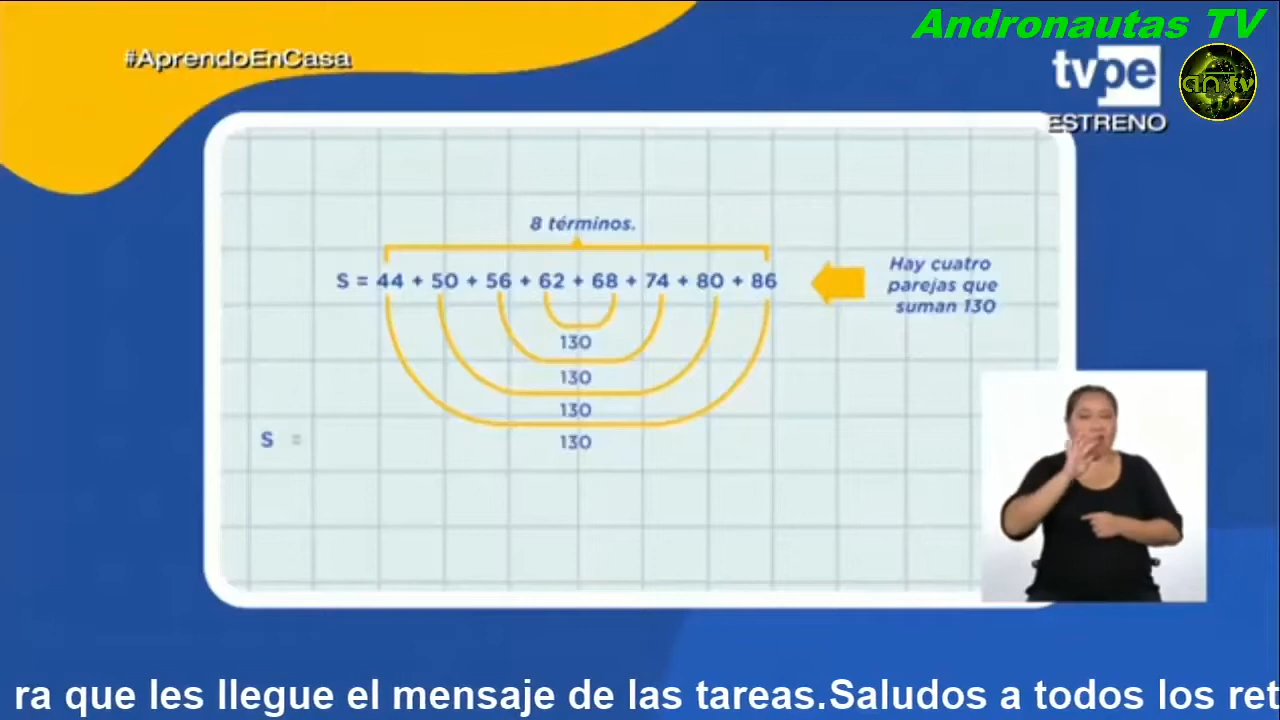 Andronautas TV
#AprendoEnCasa
tvpe
an tv
ESTRENO
8 términos.
S = 44 + 50 + 56 + 62 + 68 + 74 + 80 + 86
Hay cuatro
parejas que
suman 130
130
130
130
130
S =
ra que les llegue el mensaje de las tareas.Saludos a todos los ret